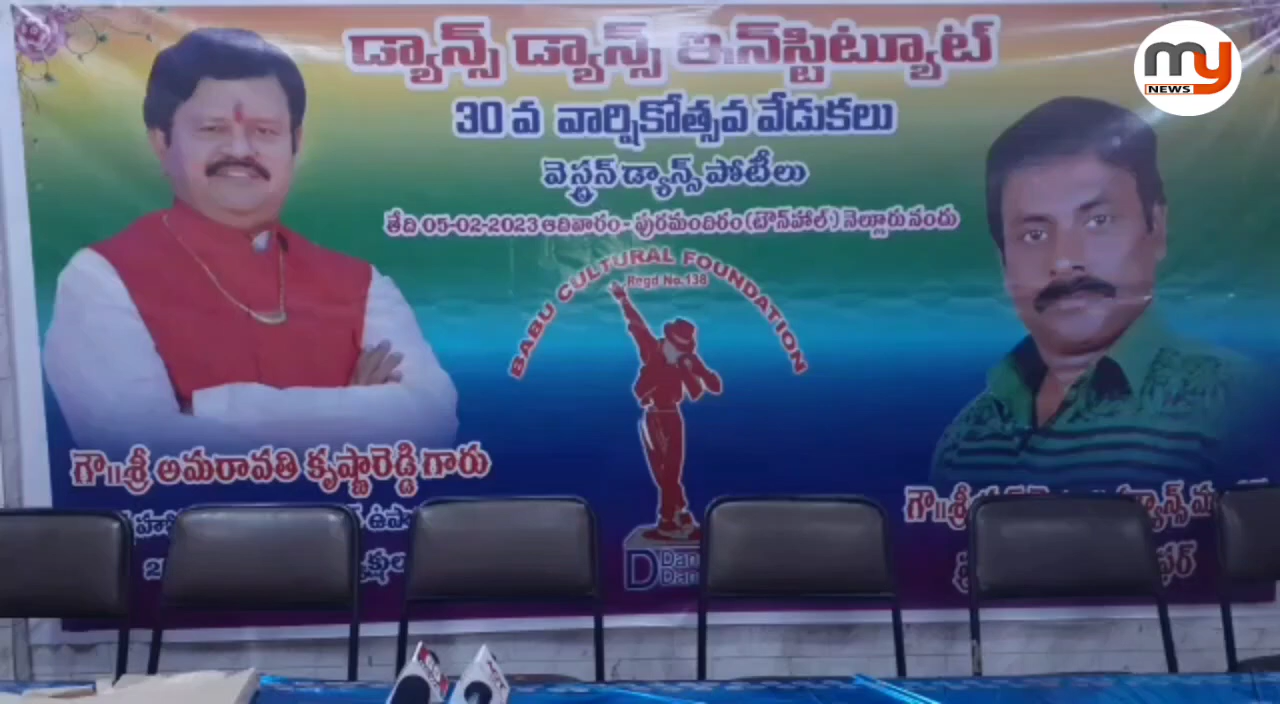 my
NEWS
డ్యాన్స్ డ్యాన్స్ ఇన్‌స్టిట్యూట్
30 వ వార్షికోత్సవ వేడుకలు
వెస్ట్రన్ డ్యాన్స్ పోటీలు
తేది 05-02-2023 ఆదివారం - పురమందిరం (టౌన్‌హాల్) నెల్లూరు నందు
BABU CULTURAL FOUNDATION
Regd No.138
గౌ||శ్రీ అమరావతి కృష్ణారెడ్డి గారు
గౌ||శ్రీ
D